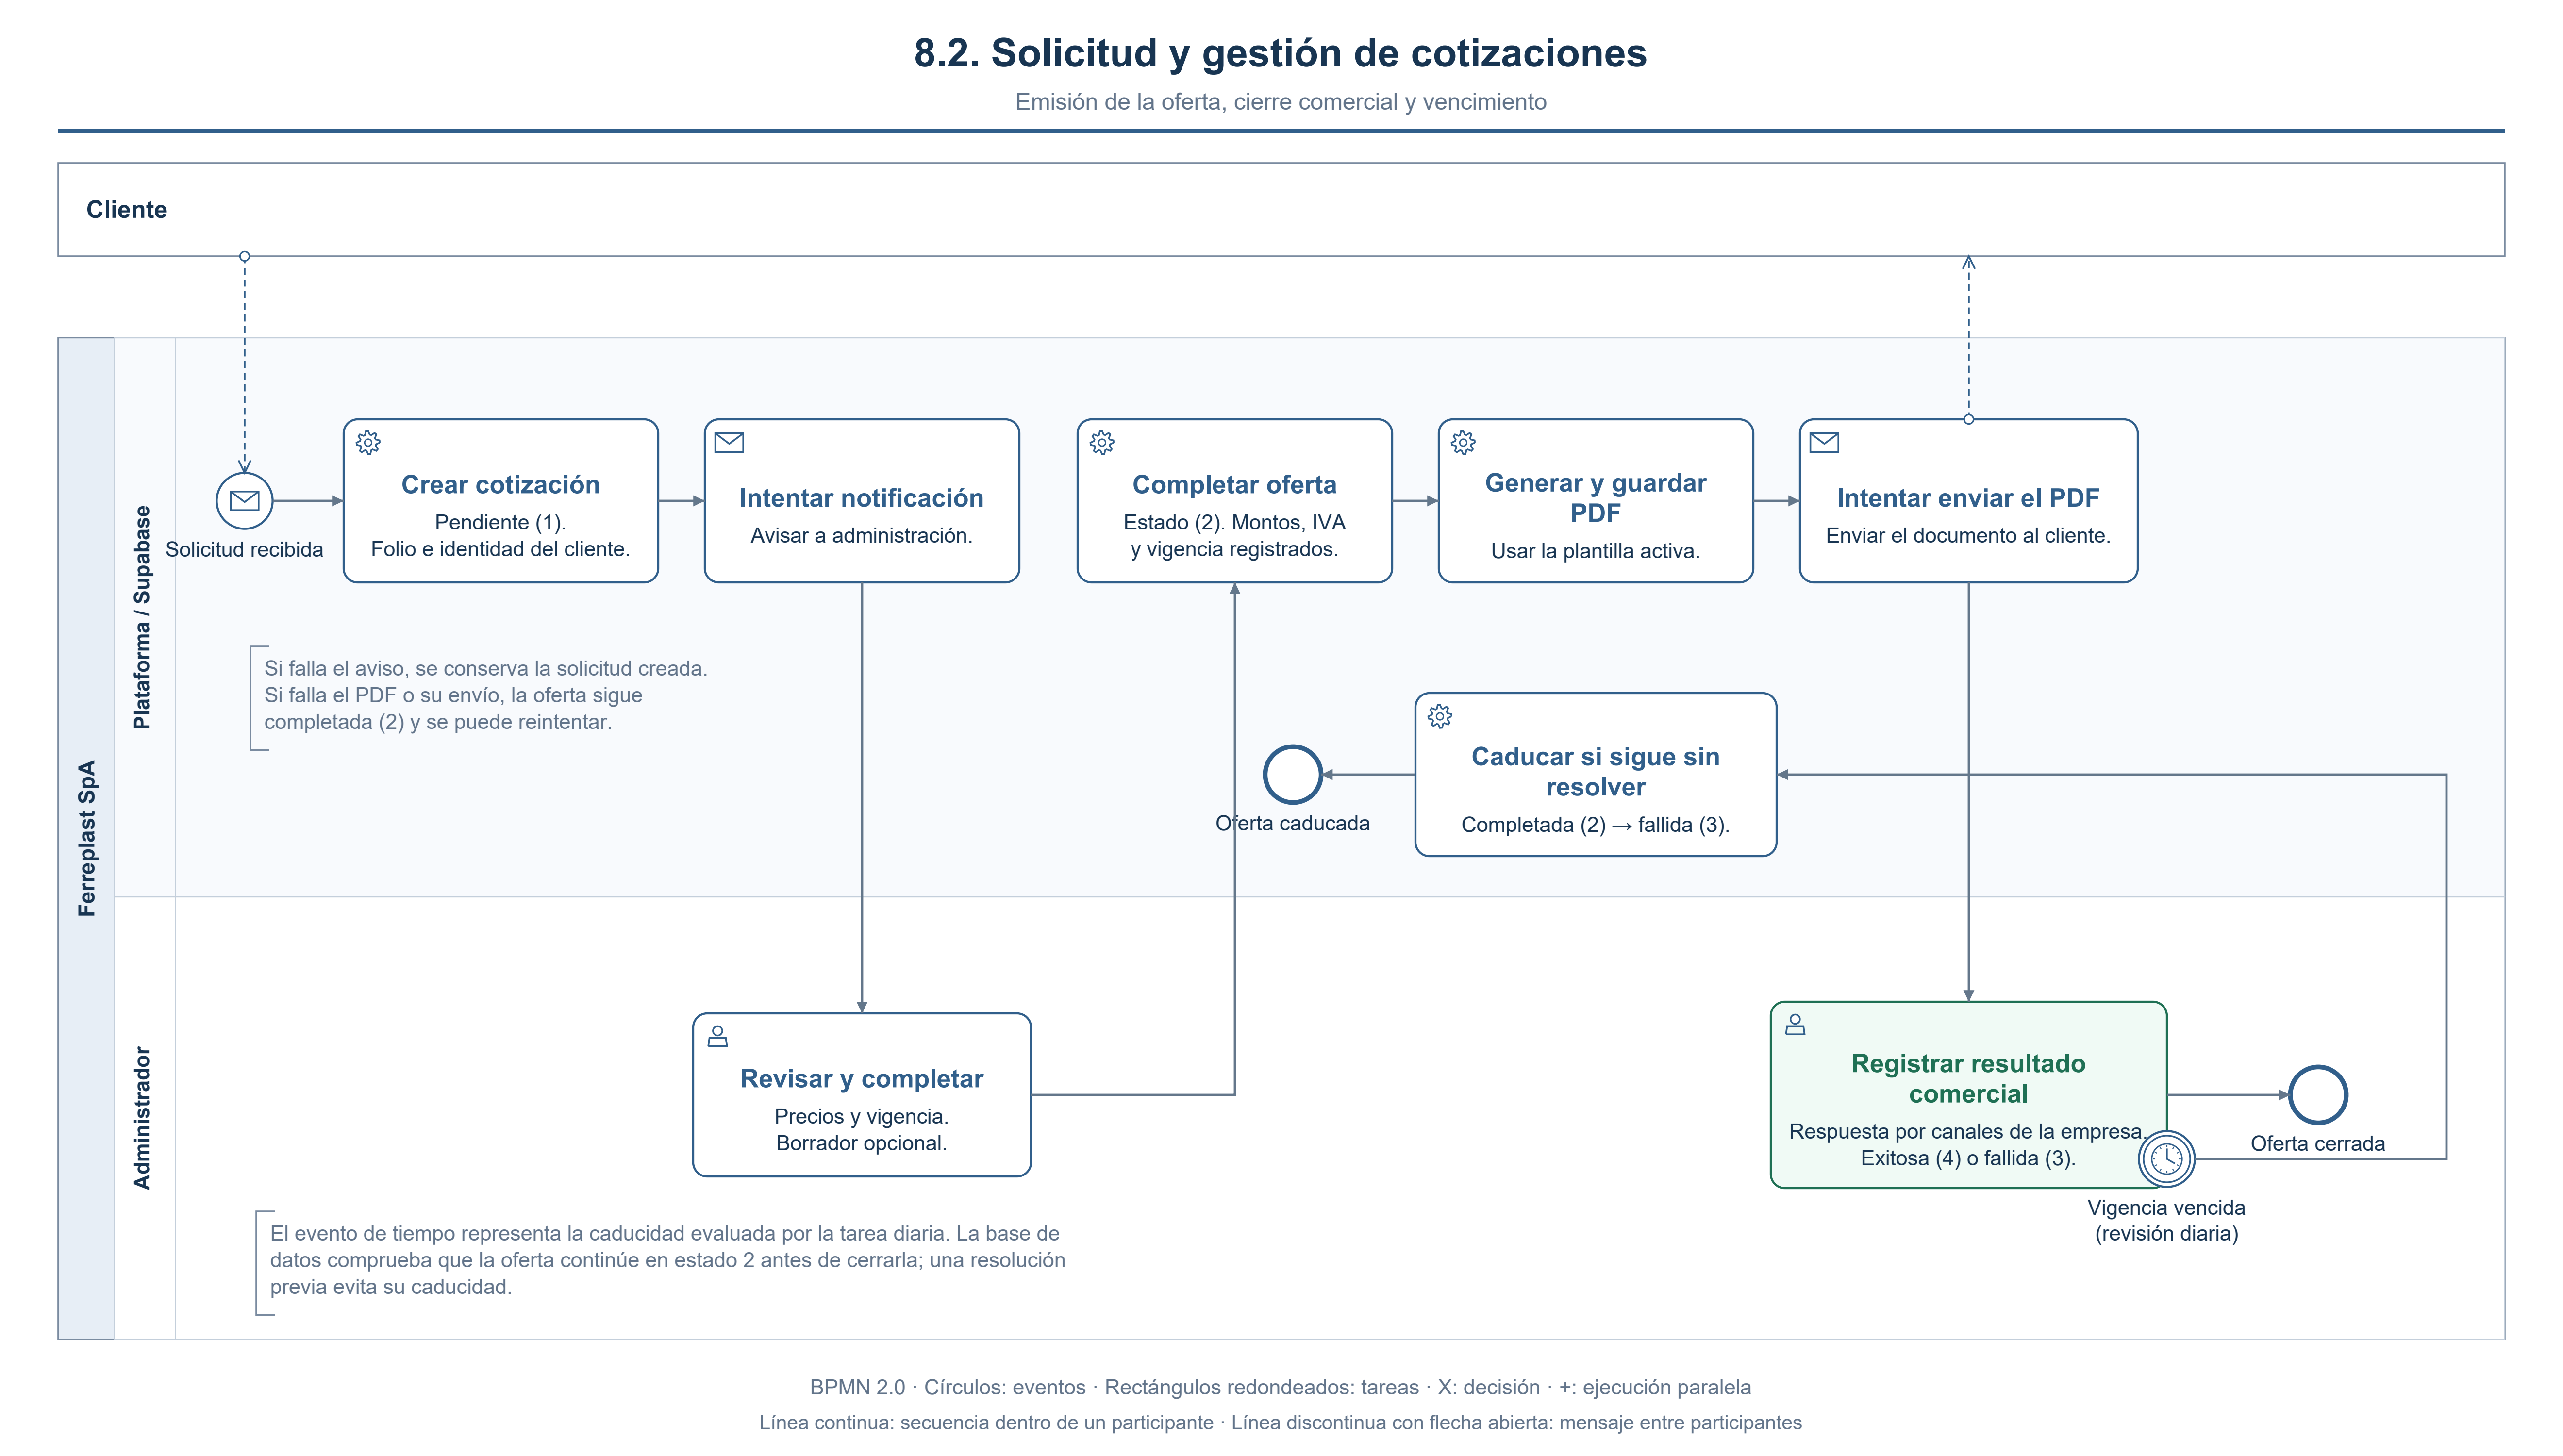 8.2. Solicitud y gestión de cotizaciones
Emisión de la oferta, cierre comercial y vencimiento
Cliente
Ferreplast SpA
Plataforma / Supabase
Solicitud recibida
Crear cotización
Pendiente (1).
Folio e identidad del cliente.
Intentar notificación
Avisar a administración.
Completar oferta
Estado (2). Montos, IVA
y vigencia registrados.
Generar y guardar
PDF
Usar la plantilla activa.
Intentar enviar el PDF
Enviar el documento al cliente.
Si falla el aviso, se conserva la solicitud creada.
Si falla el PDF o su envío, la oferta sigue
completada (2) y se puede reintentar.
Oferta caducada
Caducar si sigue sin
resolver
Completada (2) → fallida (3).
Administrador
Revisar y completar
Precios y vigencia.
Borrador opcional.
Registrar resultado
comercial
Respuesta por canales de la empresa.
Exitosa (4) o fallida (3).
Oferta cerrada
Vigencia vencida
(revisión diaria)
El evento de tiempo representa la caducidad evaluada por la tarea diaria. La base de
datos comprueba que la oferta continúe en estado 2 antes de cerrarla; una resolución
previa evita su caducidad.
BPMN 2.0 · Círculos: eventos · Rectángulos redondeados: tareas · X: decisión · +: ejecución paralela
Línea continua: secuencia dentro de un participante · Línea discontinua con flecha abierta: mensaje entre participantes